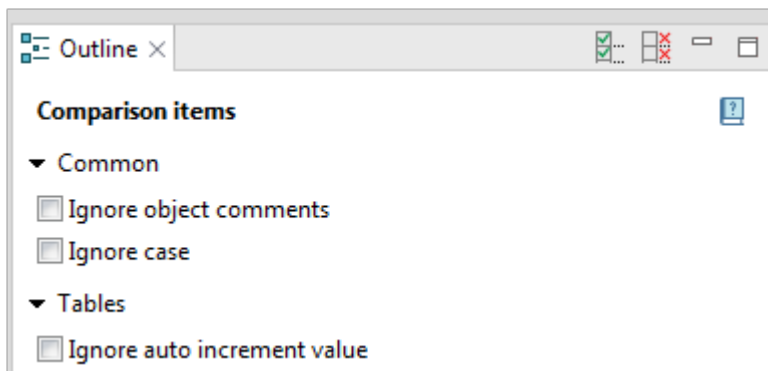 Outline
Comparison items
Common
Ignore object comments
Ignore case
Tables
Ignore auto increment value